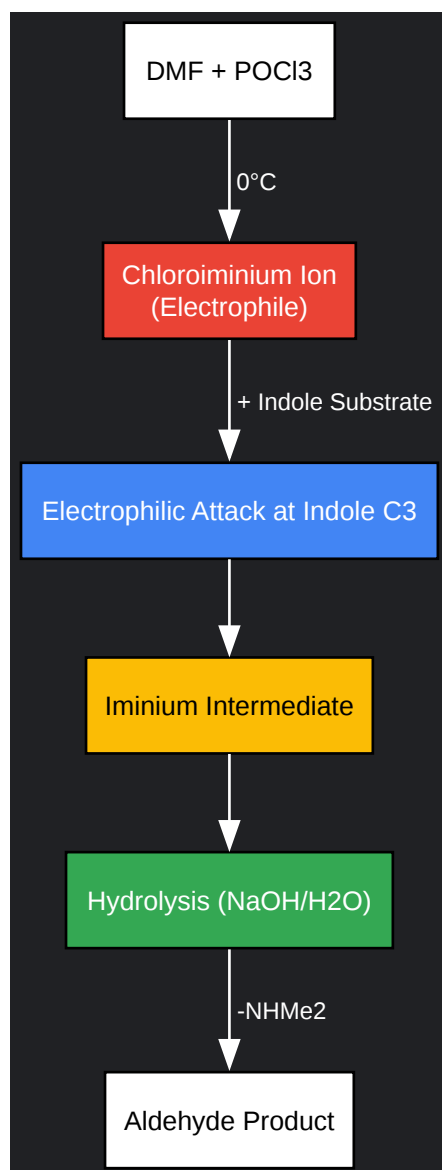 DMF + POCl3
0°C
Chloroiminium Ion
(Electrophile)
+ Indole Substrate
Electrophilic Attack at Indole C3
Iminium Intermediate
Hydrolysis (NaOH/H2O)
-NHMe2
Aldehyde Product